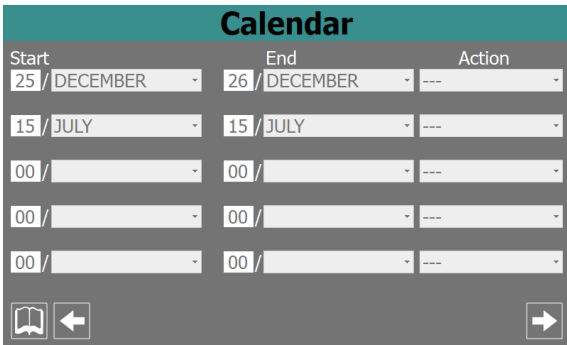 Calendar
Start End Action
25 / DECEMBER 26 / DECEMBER ---
15 / JULY 15 / JULY ---
00 / 00 / ---
00 / 00 / ---
00 / 00 / ---